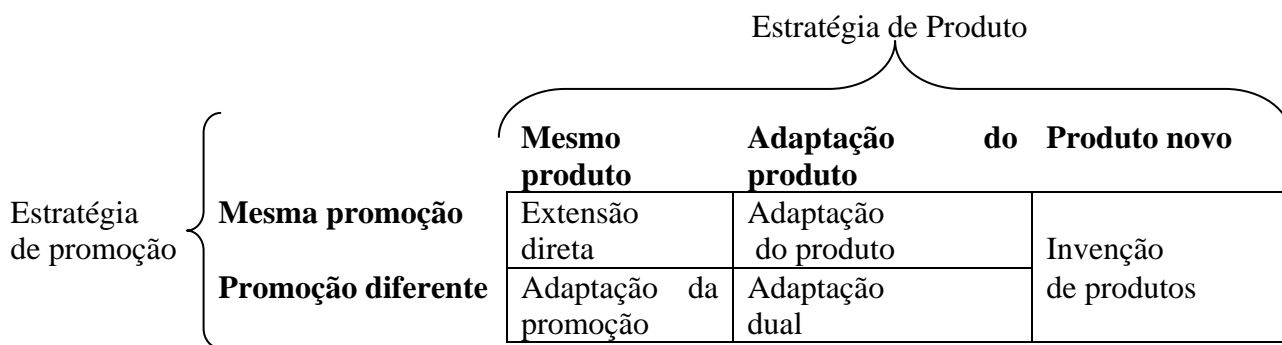 Estratégia de Produto
Mesmo Adaptação do Produto novo
produto produto
Estratégia Mesma promoção Extensão Adaptação
de promoção direta do produto Invenção
Promoção diferente Adaptação da Adaptação de produtos
promoção dual